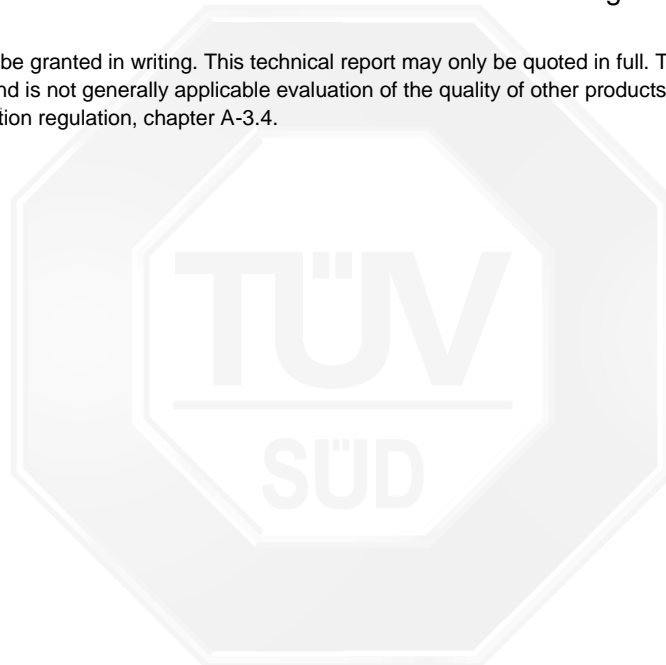 be granted in writing. This technical report may only be quoted in full. T
nd is not generally applicable evaluation of the quality of other products
tion regulation, chapter A-3.4.
TÜV
SÜD